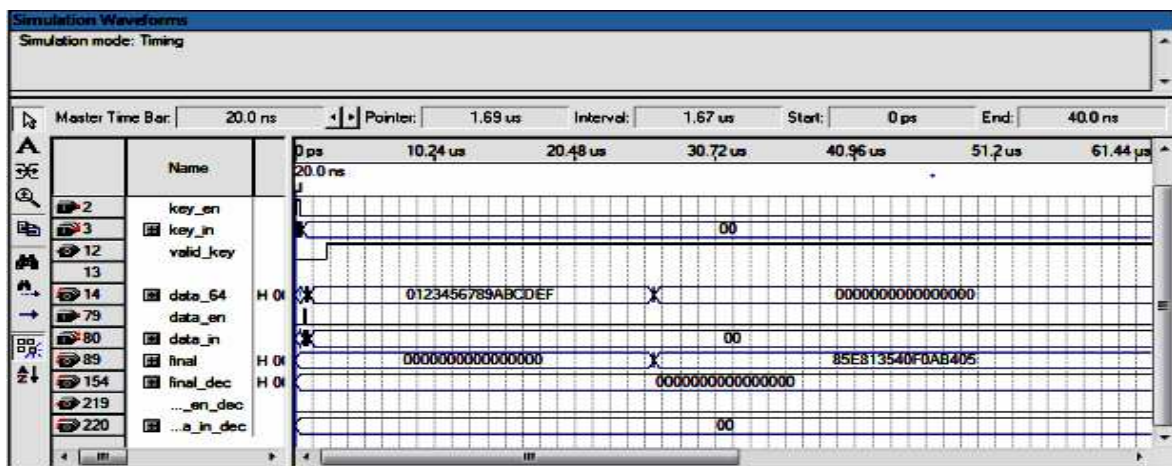 Simulation Waveforms
Simulation mode: Timing
Master Time Bar: 20.0 ns Pointer: 1.69 us Interval: 1.67 us Start: 0 ps End: 40.0 ns
Name 0 ps 10.24 us 20.48 us 30.72 us 40.96 us 51.2 us 61.44 µs
20.0 ns
2 key_en
3 key_in 00
12 valid_key
13
14 data_64 H 0123456789ABCDEF 0000000000000000
79 data_en
80 data_in 00
89 final H 0000000000000000 85E813540F0AB405
154 final_dec H 0000000000000000
219 ..._en_dec
220 ...a_in_dec 00